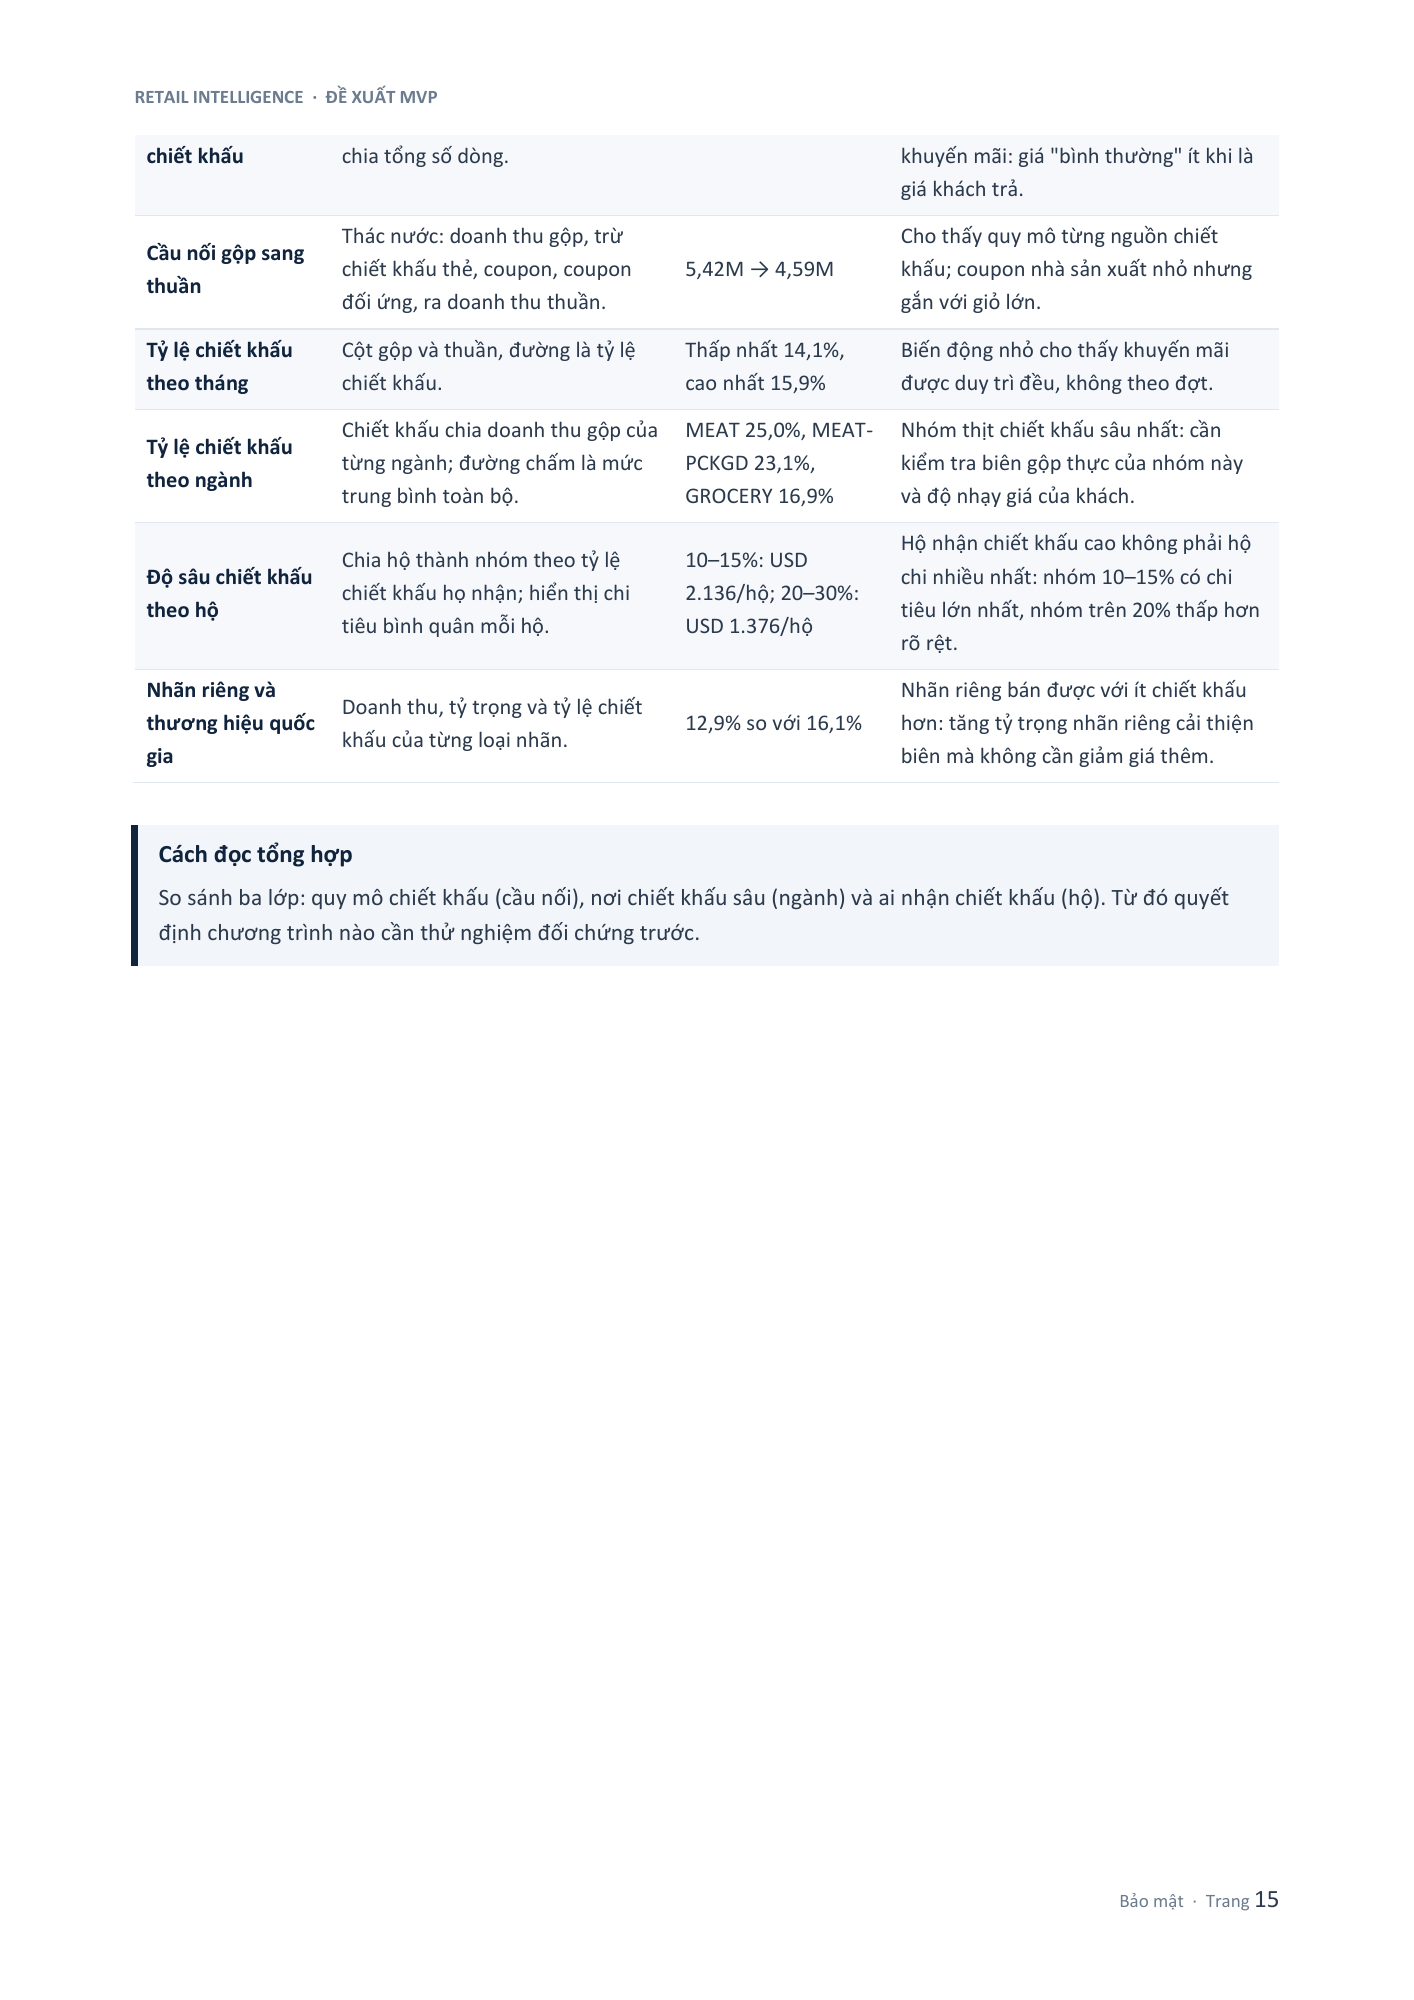 RETAIL INTELLIGENCE · ĐỀ XUẤT MVP
chiết khấu
chia tổng số dòng.
khuyến mãi: giá "bình thường" ít khi là
giá khách trả.
Cầu nối gộp sang
thuần
Thác nước: doanh thu gộp, trừ
chiết khấu thẻ, coupon, coupon
đối ứng, ra doanh thu thuần.
5,42M → 4,59M
Cho thấy quy mô từng nguồn chiết
khấu; coupon nhà sản xuất nhỏ nhưng
gắn với giỏ lớn.
Tỷ lệ chiết khấu
theo tháng
Cột gộp và thuần, đường là tỷ lệ
chiết khấu.
Thấp nhất 14,1%,
cao nhất 15,9%
Biến động nhỏ cho thấy khuyến mãi
được duy trì đều, không theo đợt.
Tỷ lệ chiết khấu
theo ngành
Chiết khấu chia doanh thu gộp của
từng ngành; đường chấm là mức
trung bình toàn bộ.
MEAT 25,0%, MEAT-
PCKGD 23,1%,
GROCERY 16,9%
Nhóm thịt chiết khấu sâu nhất: cần
kiểm tra biên gộp thực của nhóm này
và độ nhạy giá của khách.
Độ sâu chiết khấu
theo hộ
Chia hộ thành nhóm theo tỷ lệ
chiết khấu họ nhận; hiển thị chi
tiêu bình quân mỗi hộ.
10–15%: USD
2.136/hộ; 20–30%:
USD 1.376/hộ
Hộ nhận chiết khấu cao không phải hộ
chi nhiều nhất: nhóm 10–15% có chi
tiêu lớn nhất, nhóm trên 20% thấp hơn
rõ rệt.
Nhãn riêng và
thương hiệu quốc
gia
Doanh thu, tỷ trọng và tỷ lệ chiết
khấu của từng loại nhãn.
12,9% so với 16,1%
Nhãn riêng bán được với ít chiết khấu
hơn: tăng tỷ trọng nhãn riêng cải thiện
biên mà không cần giảm giá thêm.
Cách đọc tổng hợp
So sánh ba lớp: quy mô chiết khấu (cầu nối), nơi chiết khấu sâu (ngành) và ai nhận chiết khấu (hộ). Từ đó quyết
định chương trình nào cần thử nghiệm đối chứng trước.
Bảo mật · Trang 15